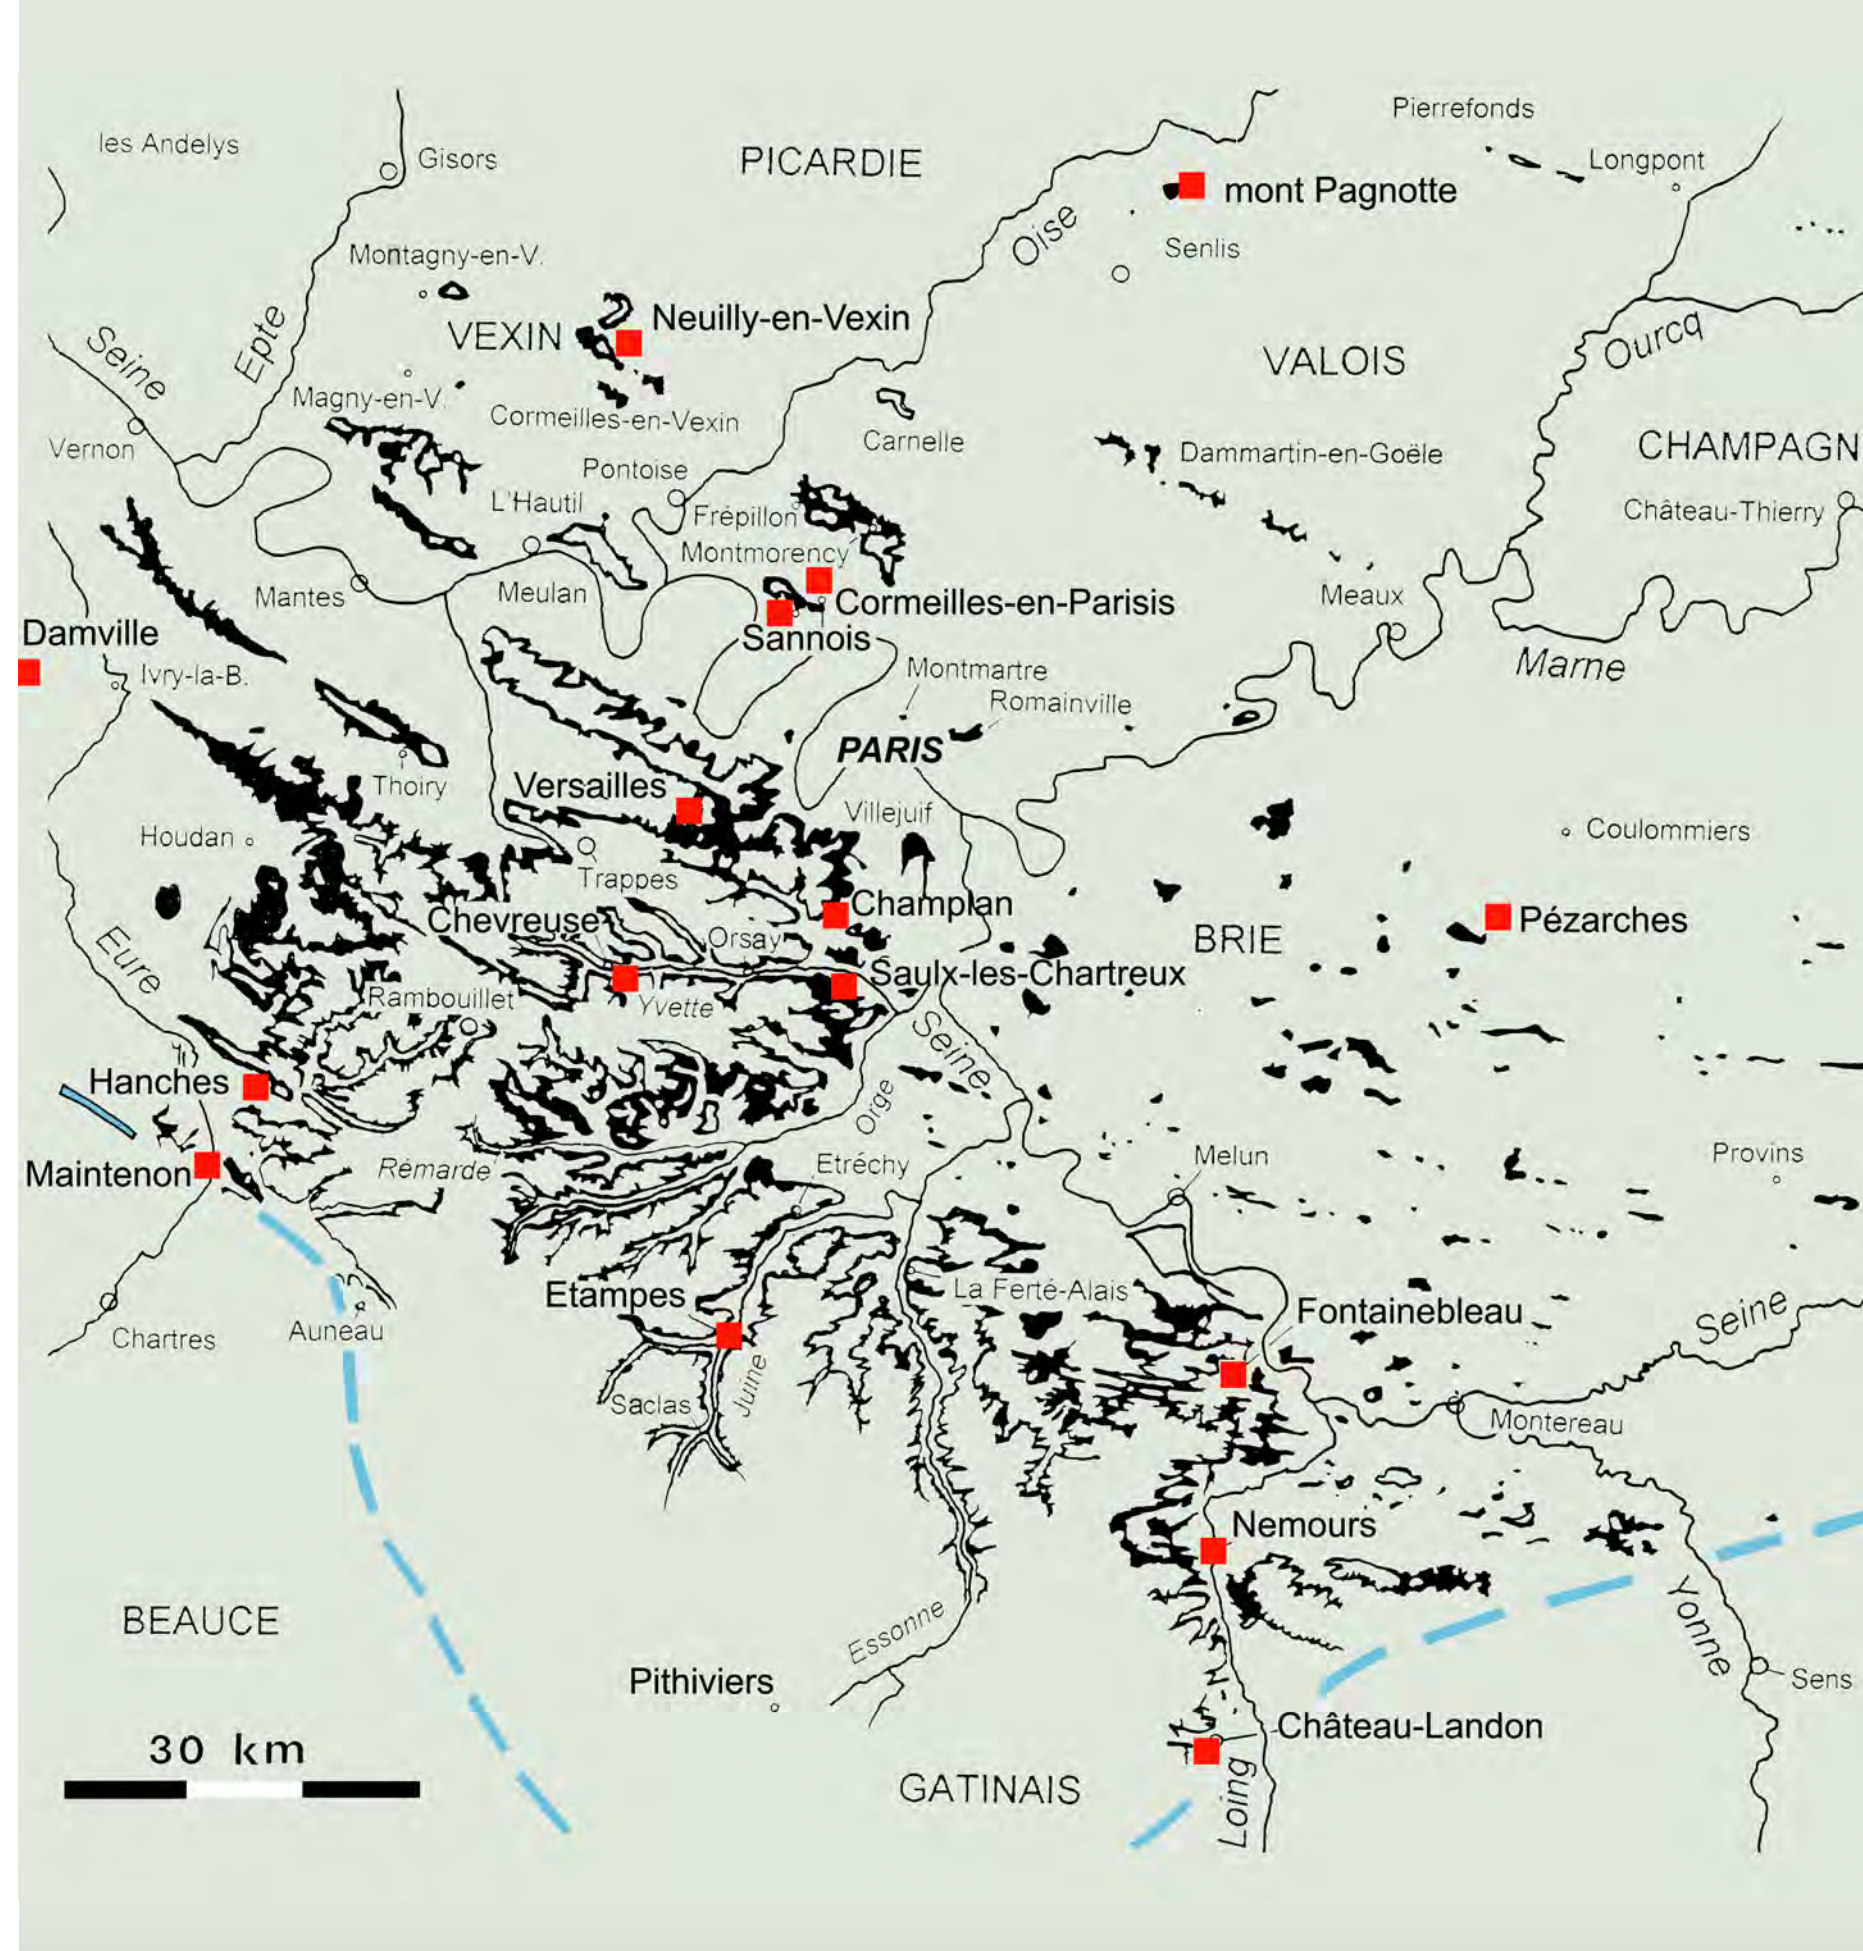 Pierrefonds
les Andelys
Gisors
PICARDIE
Longpont
mont Pagnotte
Oise
Senlis
Montagny-en-V.
Neuilly-en-Vexin
VEXIN
Seine
Epte
Ourcq
VALOIS
Magny-en-V.
Cormeilles-en-Vexin
Carnelle
Vernon
Dammartin-en-Goële
CHAMPAGN
Pontoise
L'Hautil
Frépillon
Château-Thierry
Montmorency
Mantes
Meulan
Cormeilles-en-Parisis
Meaux
Damville
Sannois
Marne
Ivry-la-B.
Montmartre
Romainville
PARIS
Thoiry
Versailles
Villejuif
Houdan
Coulommiers
Trappes
Champlan
Chevreuse
Pézarches
Orsay
BRIE
Eure
Saulx-les-Chartreux
Rambouillet
Yvette
Seine
Hanches
Orge
Maintenon
Rémarde
Etréchy
Melun
Provins
Etampes
La Ferté-Alais
Fontainebleau
Seine
Chartres
Auneau
Juine
Saclas
Montereau
Nemours
BEAUCE
Essonne
Yonne
Pithiviers
Sens
Château-Landon
30 km
GATINAIS
Loing